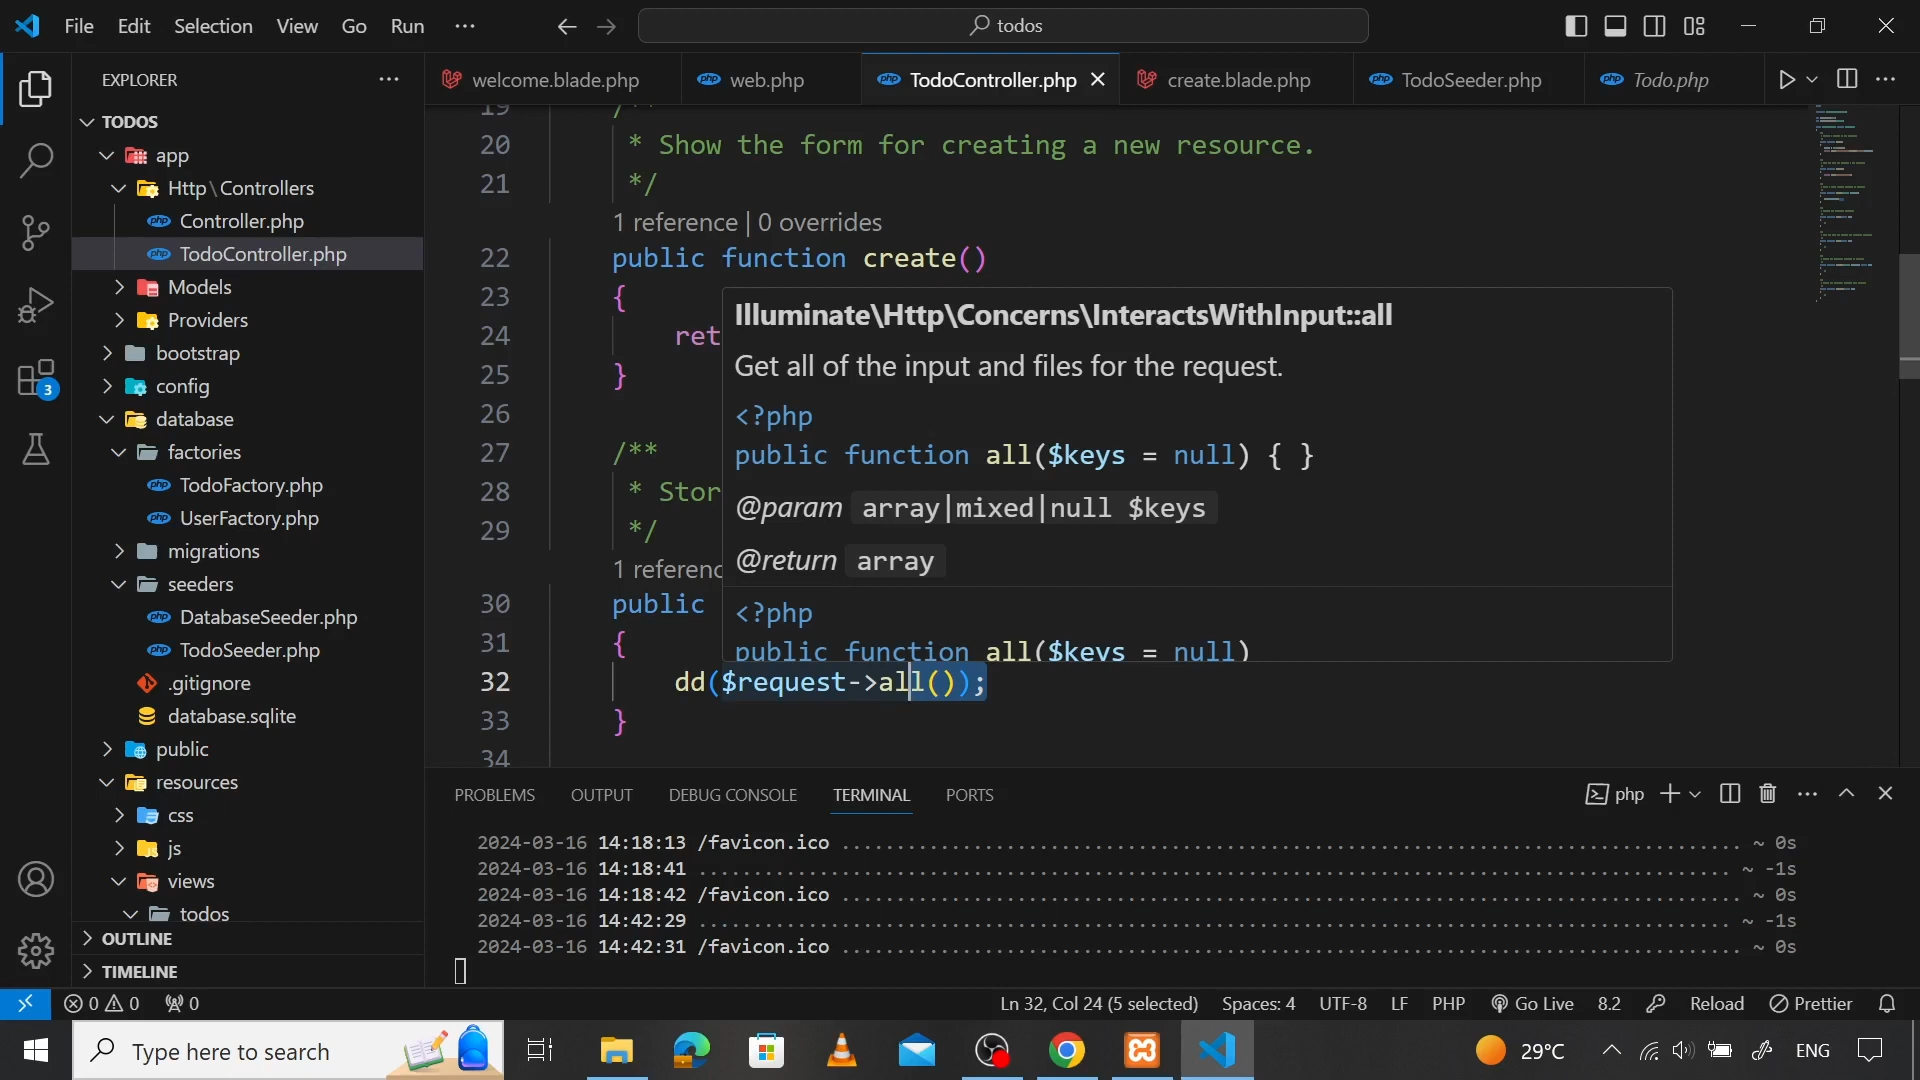 File Edit Selection View Go Run ···
todos
EXPLORER
TODOS
app
Http\Controllers
Controller.php
TodoController.php
Models
Providers
bootstrap
config
database
factories
TodoFactory.php
UserFactory.php
migrations
seeders
DatabaseSeeder.php
TodoSeeder.php
.gitignore
database.sqlite
public
resources
css
js
views
todos
OUTLINE
TIMELINE
3
welcome.blade.php web.php TodoController.php create.blade.php TodoSeeder.php Todo.php
19 /**
20 * Show the form for creating a new resource.
21 */
1 reference | 0 overrides
22 public function create()
23 {
24 ret
25 }
26
27 /**
28 * Stor
29 */
1 referenc
30 public
31 {
32 dd($request->all());
33 }
34
Illuminate\Http\Concerns\InteractsWithInput::all
Get all of the input and files for the request.
<?php
public function all($keys = null) { }
@param array|mixed|null $keys
@return array
<?php
public function all($keys = null)
PROBLEMS OUTPUT DEBUG CONSOLE TERMINAL PORTS
php
2024-03-16 14:18:13 /favicon.ico ........................................ ~ 0s
2024-03-16 14:18:41 ........................................ ~ -1s
2024-03-16 14:18:42 /favicon.ico ........................................ ~ 0s
2024-03-16 14:42:29 ........................................ ~ -1s
2024-03-16 14:42:31 /favicon.ico ........................................ ~ 0s
0 0 0 Ln 32, Col 24 (5 selected) Spaces: 4 UTF-8 LF PHP Go Live 8.2 Reload Prettier
Type here to search 29°C ENG